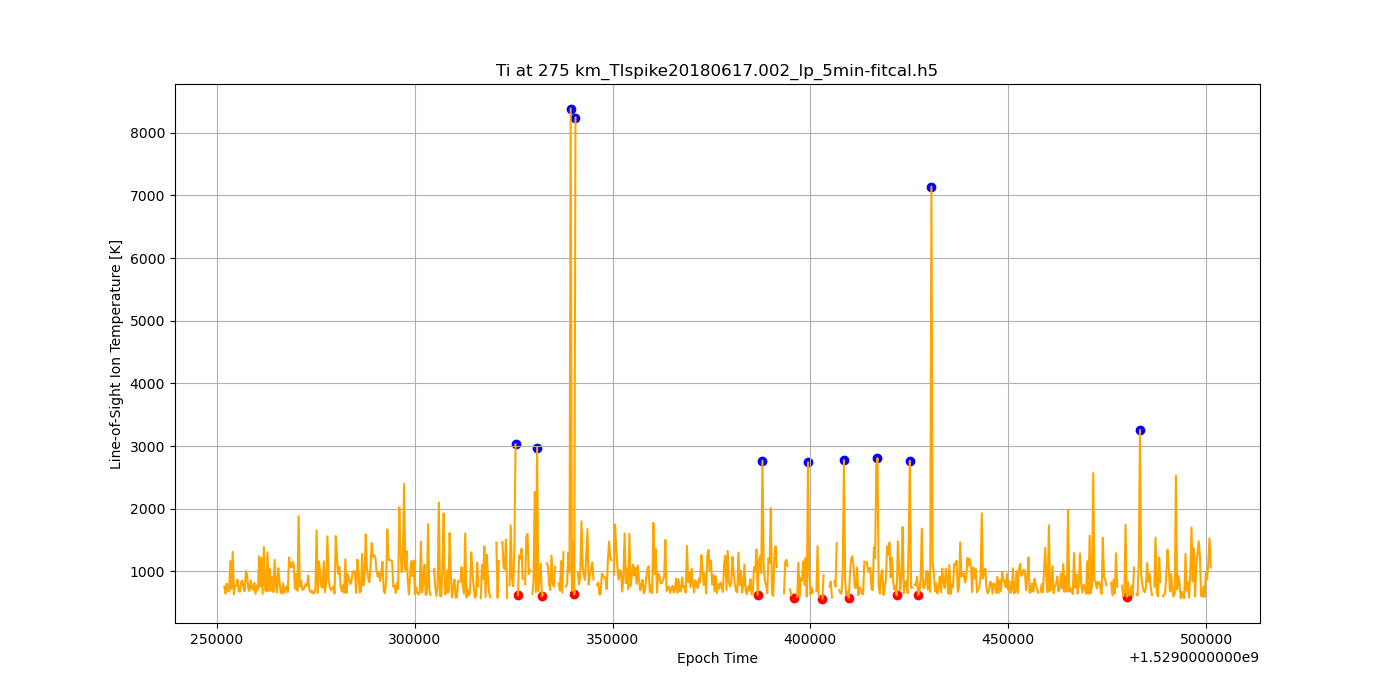 Ti at 275 km_TIspike20180617.002_lp_5min-fitcal.h5
Line-of-Sight Ion Temperature [K]
8000
7000
6000
5000
4000
3000
2000
1000
250000 300000 350000 400000 450000 500000
Epoch Time
+1.5290000000e9